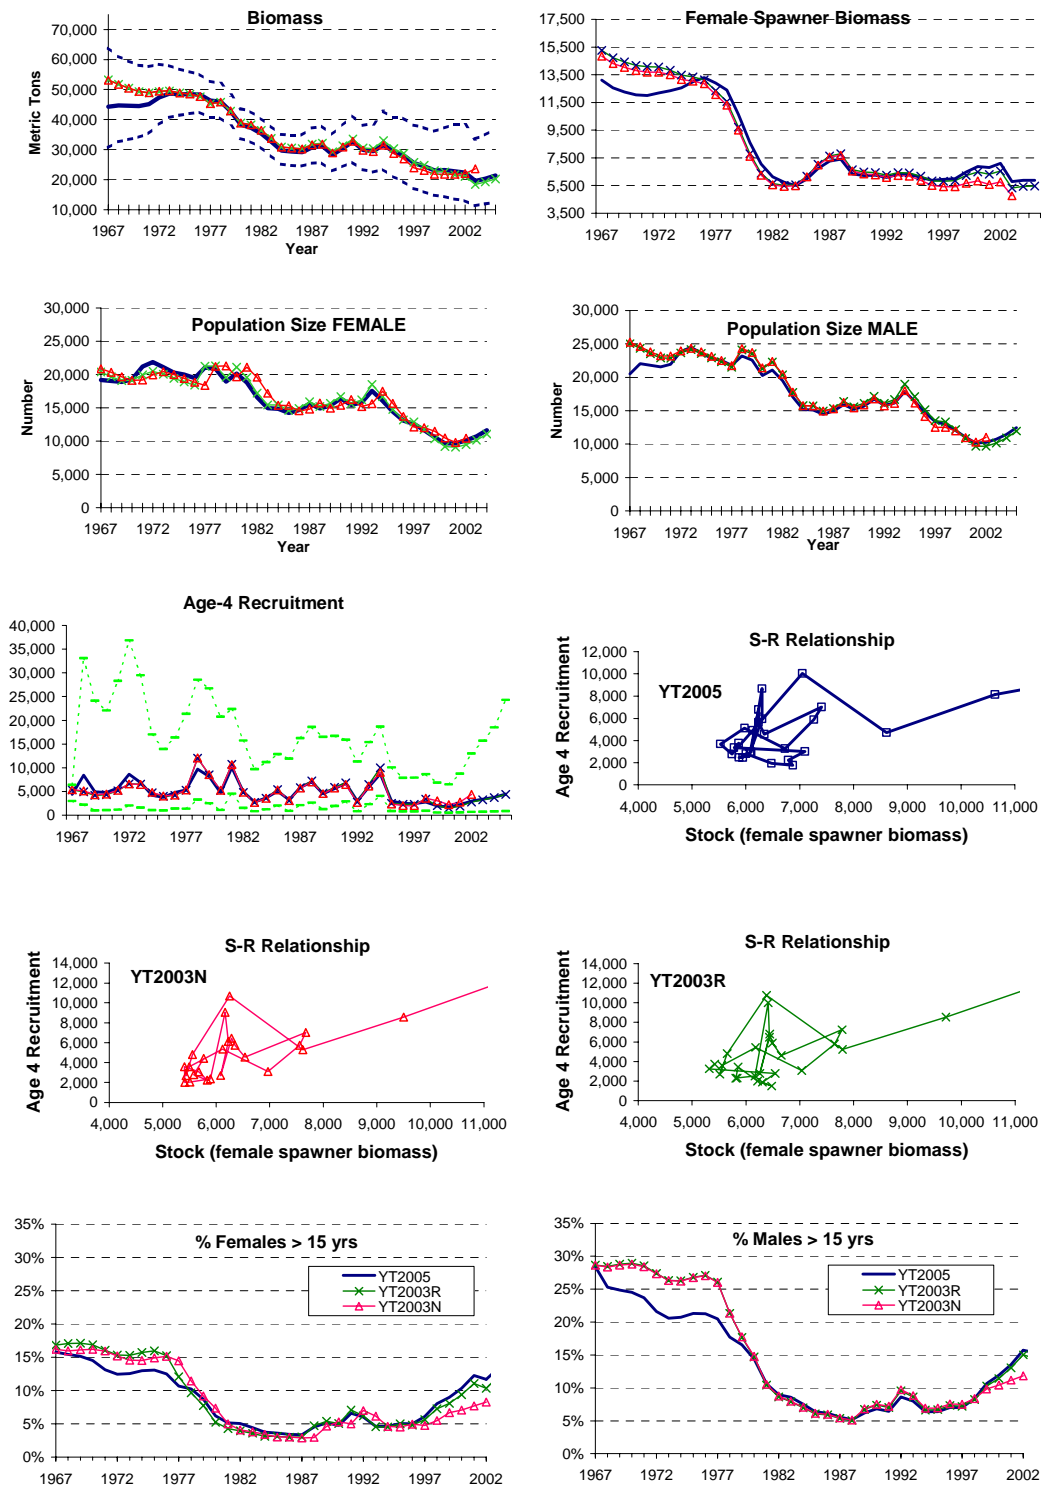 Biomass
70,000
60,000
50,000
40,000
30,000
20,000
10,000
Metric Tons
1967 1972 1977 1982 1987 1992 1997 2002
Year
Female Spawner Biomass
17,500
15,500
13,500
11,500
9,500
7,500
5,500
3,500
1967 1972 1977 1982 1987 1992 1997 2002
Population Size FEMALE
30,000
25,000
20,000
15,000
10,000
5,000
0
Number
1967 1972 1977 1982 1987 1992 1997 2002
Year
Population Size MALE
30,000
25,000
20,000
15,000
10,000
5,000
0
Number
1967 1972 1977 1982 1987 1992 1997 2002
Year
Age-4 Recruitment
40,000
35,000
30,000
25,000
20,000
15,000
10,000
5,000
0
1967 1972 1977 1982 1987 1992 1997 2002
S-R Relationship
YT2005
12,000
10,000
8,000
6,000
4,000
2,000
0
Age 4 Recruitment
4,000 5,000 6,000 7,000 8,000 9,000 10,000 11,000
Stock (female spawner biomass)
S-R Relationship
YT2003N
14,000
12,000
10,000
8,000
6,000
4,000
2,000
0
Age 4 Recruitment
4,000 5,000 6,000 7,000 8,000 9,000 10,000 11,000
Stock (female spawner biomass)
S-R Relationship
YT2003R
14,000
12,000
10,000
8,000
6,000
4,000
2,000
0
Age 4 Recruitment
4,000 5,000 6,000 7,000 8,000 9,000 10,000 11,000
Stock (female spawner biomass)
% Females > 15 yrs
35%
30%
25%
20%
15%
10%
5%
0%
YT2005
YT2003R
YT2003N
1967 1972 1977 1982 1987 1992 1997 2002
% Males > 15 yrs
35%
30%
25%
20%
15%
10%
5%
0%
YT2005
YT2003R
YT2003N
1967 1972 1977 1982 1987 1992 1997 2002